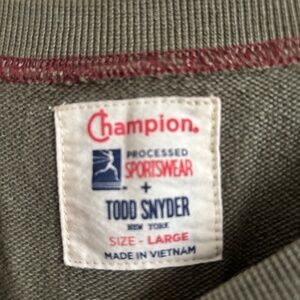 Champion.
PROCESSED
SPORTSWEAR
+
TODD SNYDER
NEW YORK
SIZE - LARGE
MADE IN VIETNAM